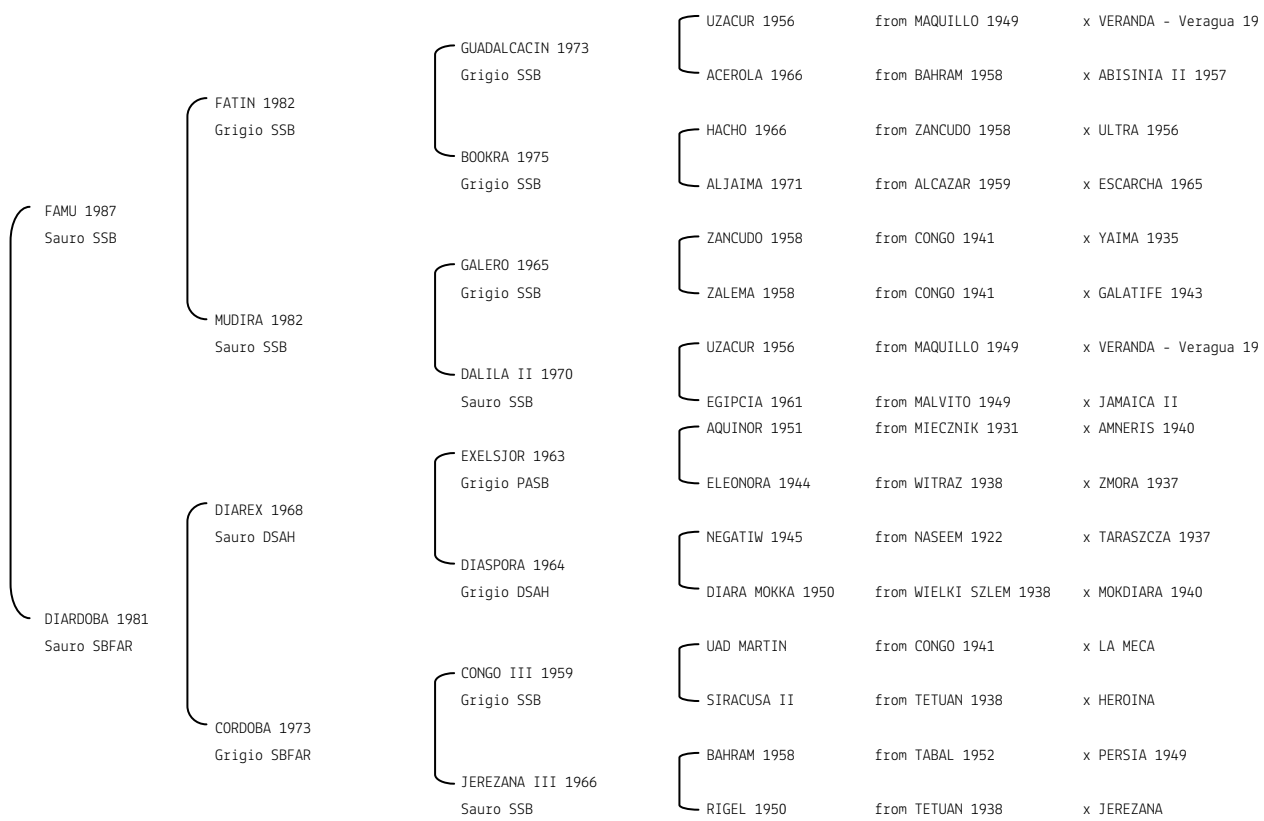 UZACUR 1956 from MAQUILLO 1949 x VERANDA - Veragua 19
GUADALCACIN 1973
Grigio SSB
ACEROLA 1966 from BAHRAM 1958 x ABISINIA II 1957
FATIN 1982
Grigio SSB
HACHO 1966 from ZANCUDO 1958 x ULTRA 1956
BOOKRA 1975
Grigio SSB
ALJAIMA 1971 from ALCAZAR 1959 x ESCARCHA 1965
FAMU 1987
Sauro SSB
ZANCUDO 1958 from CONGO 1941 x YAIMA 1935
GALERO 1965
Grigio SSB
ZALEMA 1958 from CONGO 1941 x GALATIFE 1943
MUDIRA 1982
Sauro SSB
UZACUR 1956 from MAQUILLO 1949 x VERANDA - Veragua 19
DALILA II 1970
Sauro SSB
EGIPCIA 1961 from MALVITO 1949 x JAMAICA II
AQUINOR 1951 from MIECZNIK 1931 x AMNERIS 1940
EXELSJOR 1963
Grigio PASB
ELEONORA 1944 from WITRAZ 1938 x ZMORA 1937
DIAREX 1968
Sauro DSAH
NEGATIW 1945 from NASEEM 1922 x TARASZCZA 1937
DIASPORA 1964
Grigio DSAH
DIARA MOKKA 1950 from WIELKI SZLEM 1938 x MOKDIARA 1940
DIARDOBA 1981
Sauro SBFAR
UAD MARTIN from CONGO 1941 x LA MECA
CONGO III 1959
Grigio SSB
SIRACUSA II from TETUAN 1938 x HEROINA
CORDOBA 1973
Grigio SBFAR
BAHRAM 1958 from TABAL 1952 x PERSIA 1949
JEREZANA III 1966
Sauro SSB
RIGEL 1950 from TETUAN 1938 x JEREZANA